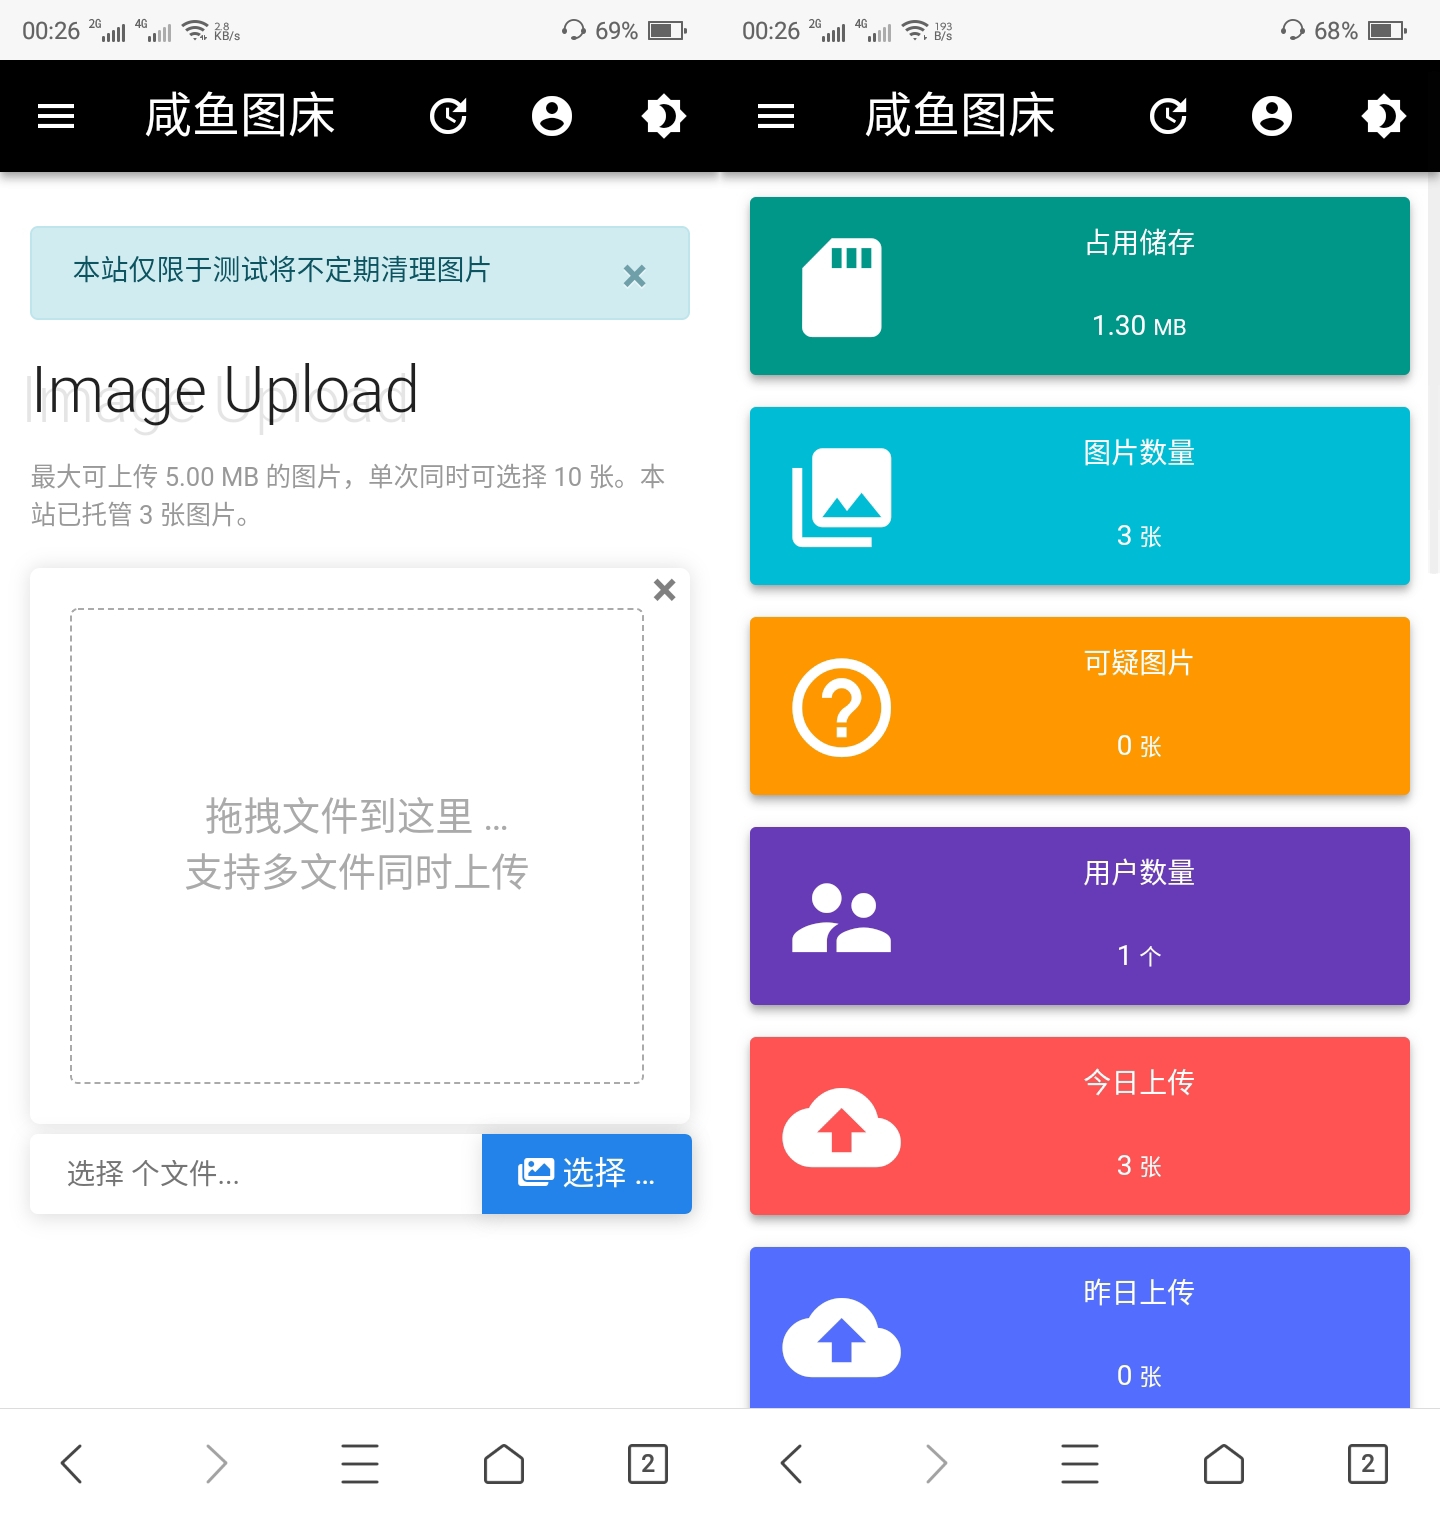 00:26 2G 4G 2.8 KB/s 69%
咸鱼图床
本站仅限于测试将不定期清理图片
Image Upload
最大可上传 5.00 MB 的图片，单次同时可选择 10 张。本
站已托管 3 张图片。
拖拽文件到这里 ...
支持多文件同时上传
选择 个文件...
选择 ...
2
00:26 2G 4G 193 B/s 68%
咸鱼图床
占用储存
1.30 MB
图片数量
3 张
可疑图片
0 张
用户数量
1 个
今日上传
3 张
昨日上传
0 张
2